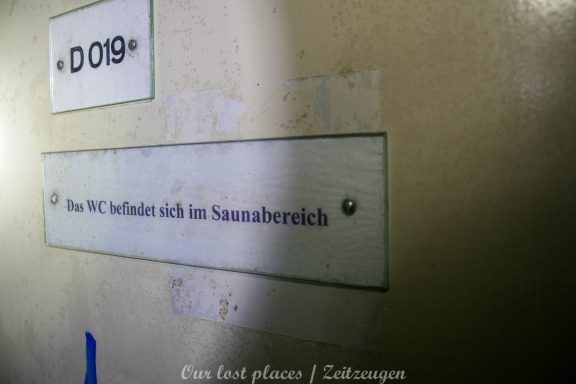 D 019
Das WC befindet sich im Saunabereich
Our lost places | Zeitzeugen